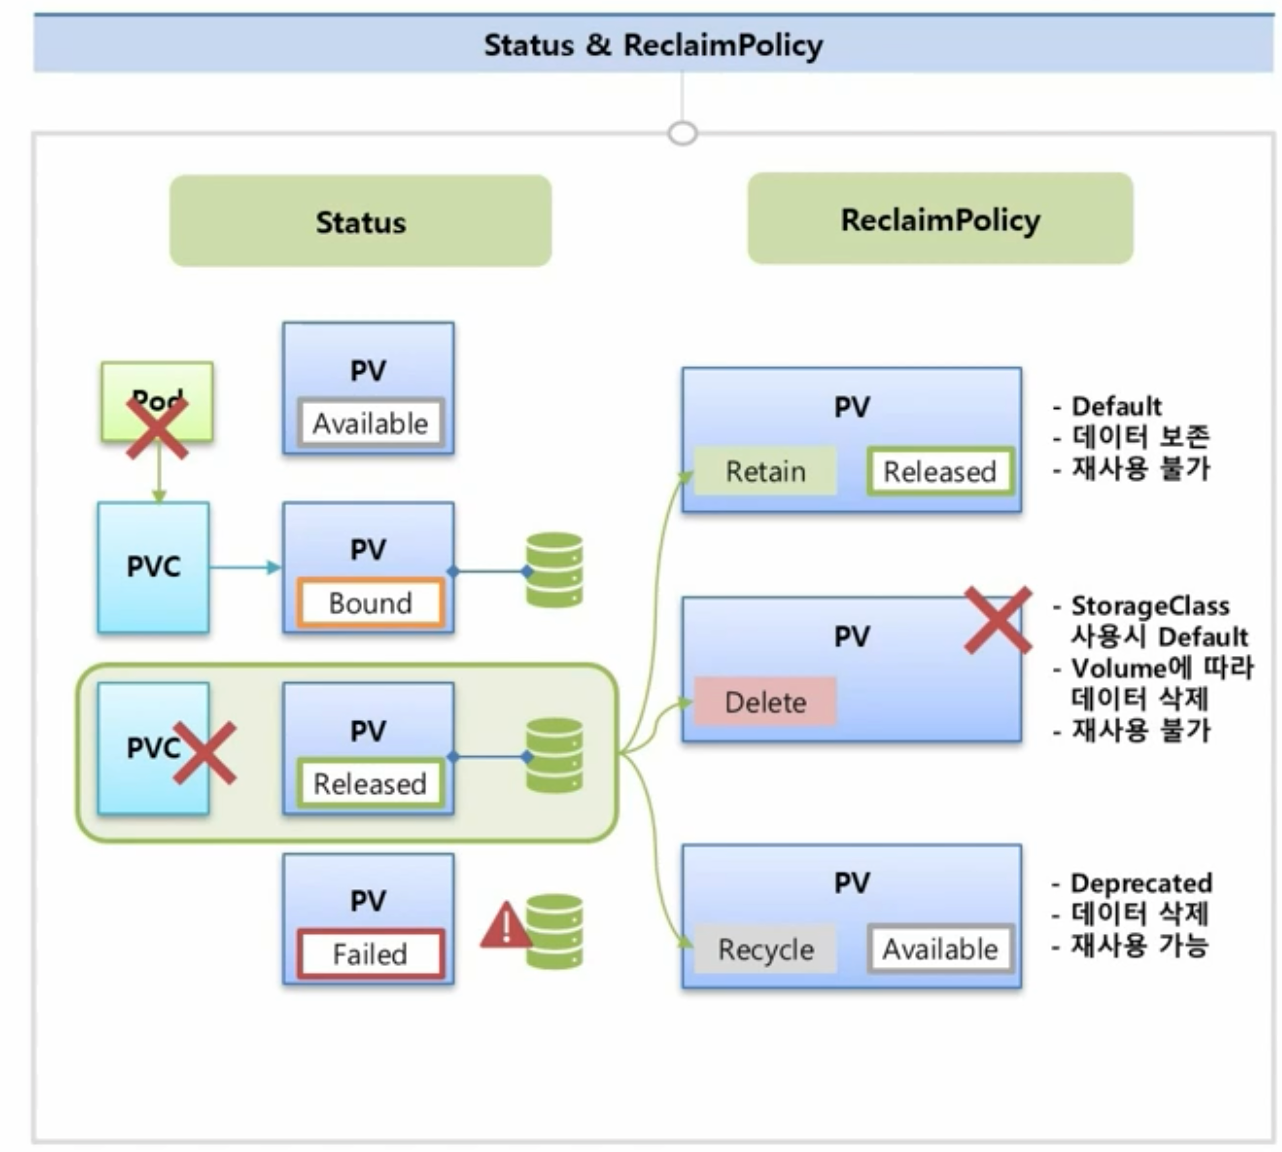 Status & ReclaimPolicy
Status
ReclaimPolicy
PV
Available
Pod
PVC
PV
Bound
PVC
PV
Released
PV
Failed
PV
Retain
Released
- Default
- 데이터 보존
- 재사용 불가
PV
Delete
- StorageClass
사용시 Default
- Volume에 따라
데이터 삭제
- 재사용 불가
PV
Recycle
Available
- Deprecated
- 데이터 삭제
- 재사용 가능